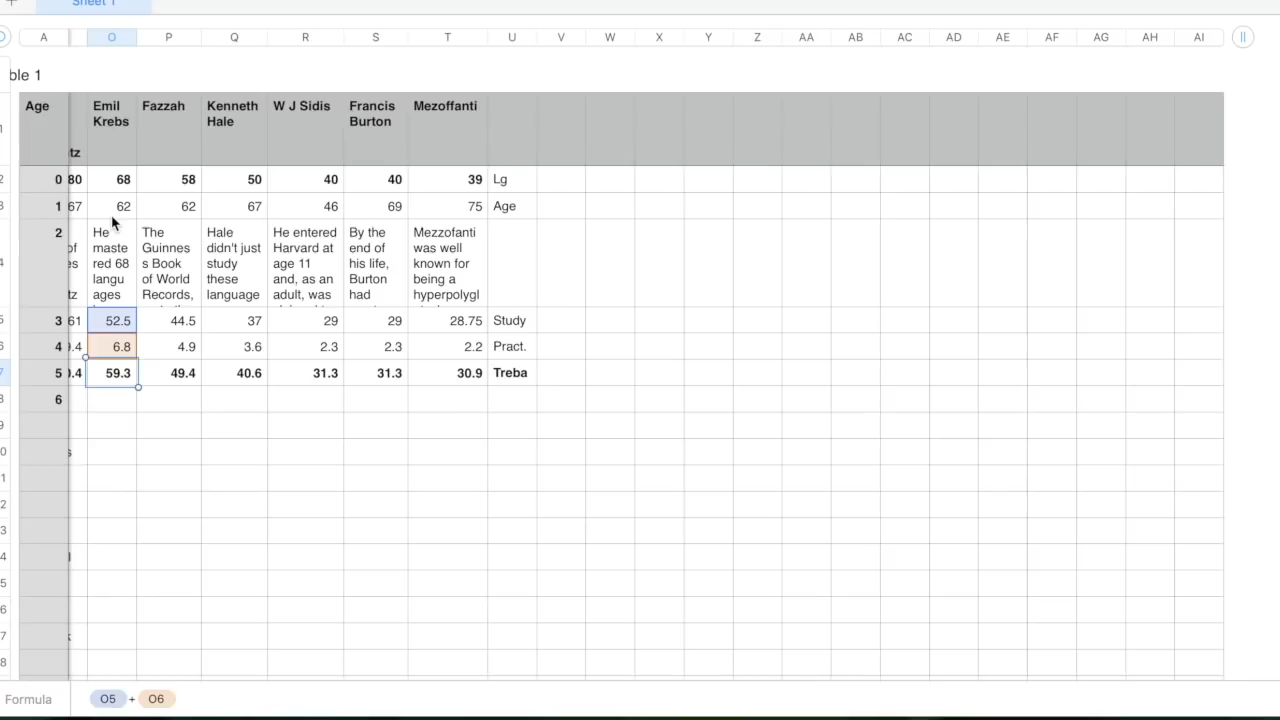 Sheet 1
A O P Q R S T U V W X Y Z AA AB AC AD AE AF AG AH AI
ble 1
Age Emil Fazzah Kenneth W J Sidis Francis Mezoffanti
Krebs Hale Burton
tz
0 80 68 58 50 40 40 39 Lg
1 67 62 62 67 46 69 75 Age
2 He The Hale He entered By the Mezzofanti
of maste Guinnes didn't just Harvard at end of was well
es red 68 s Book study age 11 his life, known for
langu of World these and, as an Burton being a
tz ages Records, language adult, was had hyperpolygl
3 61 52.5 44.5 37 29 29 28.75 Study
4 9.4 6.8 4.9 3.6 2.3 2.3 2.2 Pract.
5 0.4 59.3 49.4 40.6 31.3 31.3 30.9 Treba
6
Formula O5 + O6